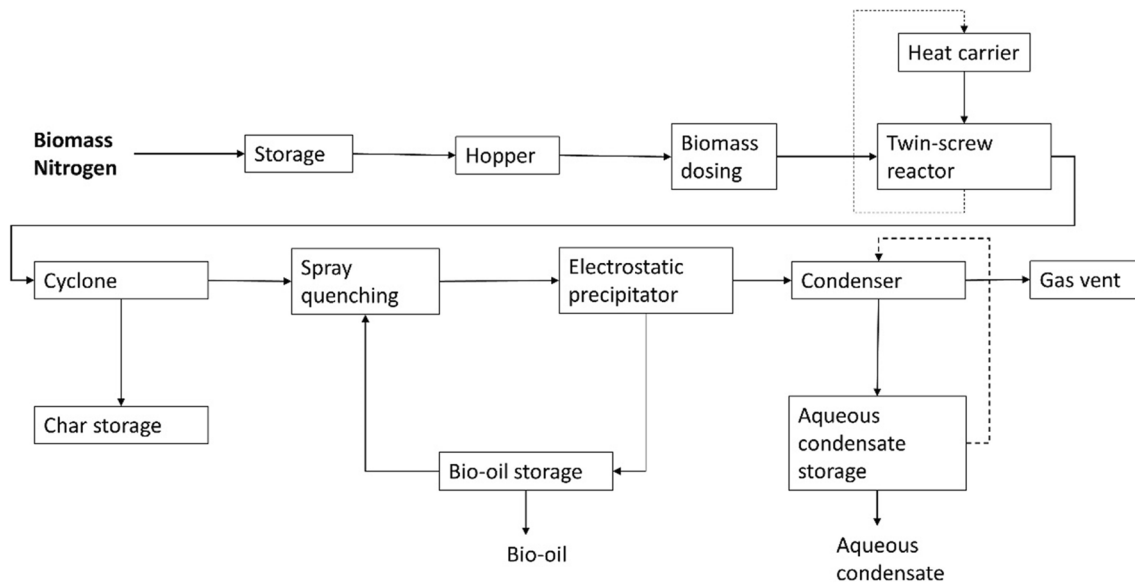 Heat carrier
Biomass
Nitrogen
Storage
Hopper
Biomass
dosing
Twin-screw
reactor
Cyclone
Spray
quenching
Electrostatic
precipitator
Condenser
Gas vent
Char storage
Bio-oil storage
Aqueous
condensate
storage
Bio-oil
Aqueous
condensate